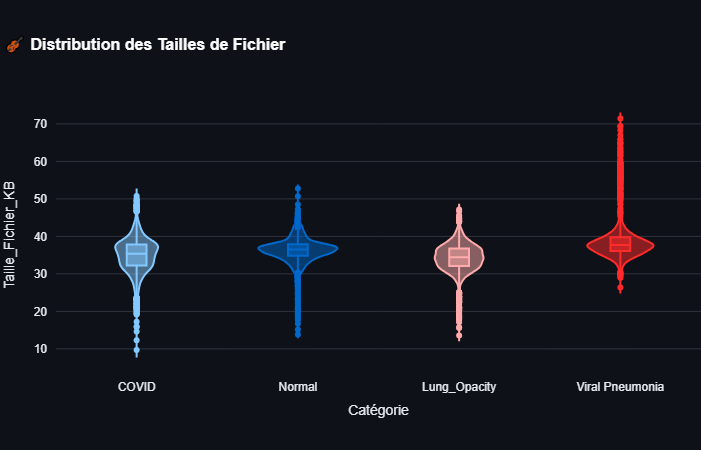 🎻 Distribution des Tailles de Fichier
70
60
50
40
30
20
10
Taille_Fichier_KB
COVID
Normal
Lung_Opacity
Viral Pneumonia
Catégorie